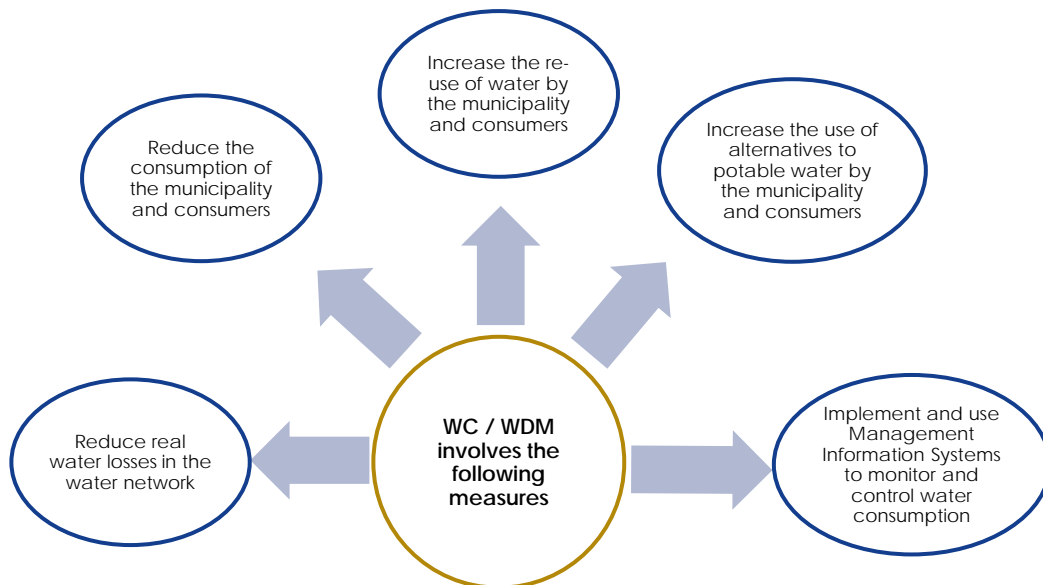 Increase the re-
use of water by
the municipality
and consumers
Reduce the
consumption of
the municipality
and consumers
Increase the use of
alternatives to
potable water by
the municipality
and consumers
Reduce real
water losses in the
water network
WC / WDM
involves the
following
measures
Implement and use
Management
Information Systems
to monitor and
control water
consumption